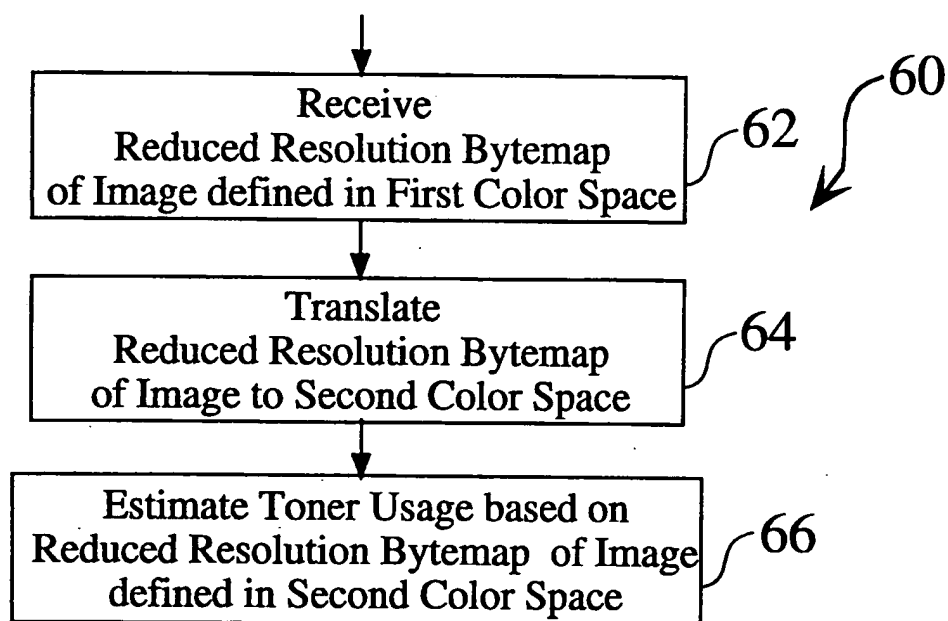 60
Receive
Reduced Resolution Bytemap
of Image defined in First Color Space
62
Translate
Reduced Resolution Bytemap
of Image to Second Color Space
64
Estimate Toner Usage based on
Reduced Resolution Bytemap of Image
defined in Second Color Space
66